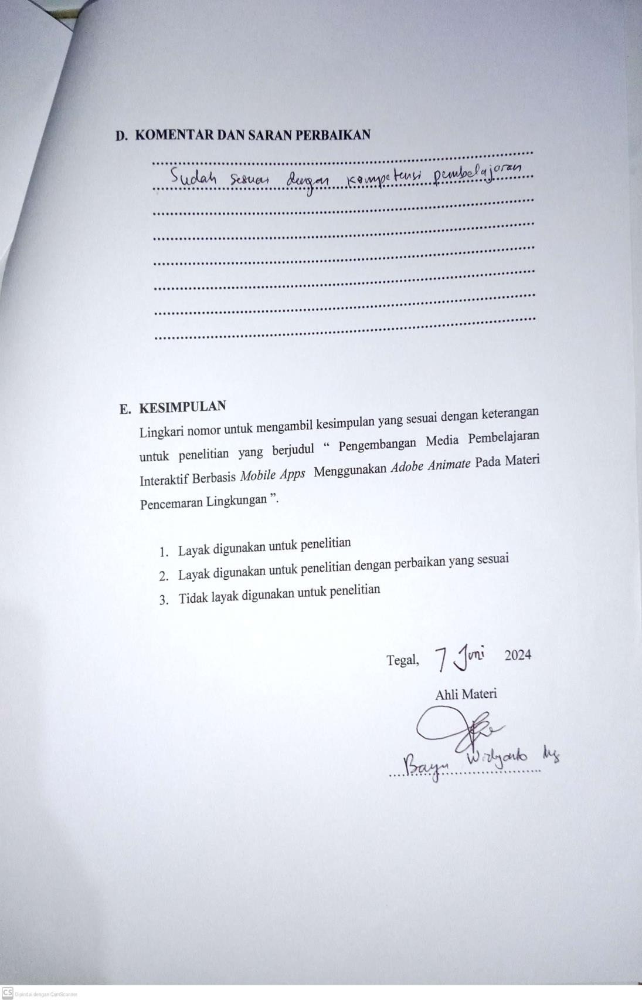 D. KOMENTAR DAN SARAN PERBAIKAN
Sudah sesuai dengan kompetensi pembelajaran
E. KESIMPULAN
Lingkari nomor untuk mengambil kesimpulan yang sesuai dengan keterangan
untuk penelitian yang berjudul “ Pengembangan Media Pembelajaran
Interaktif Berbasis Mobile Apps Menggunakan Adobe Animate Pada Materi
Pencemaran Lingkungan ”.
1. Layak digunakan untuk penelitian
2. Layak digunakan untuk penelitian dengan perbaikan yang sesuai
3. Tidak layak digunakan untuk penelitian
Tegal, 7 Juni 2024
Ahli Materi
Bayu Widyanto
CS Dipindai dengan CamScanner